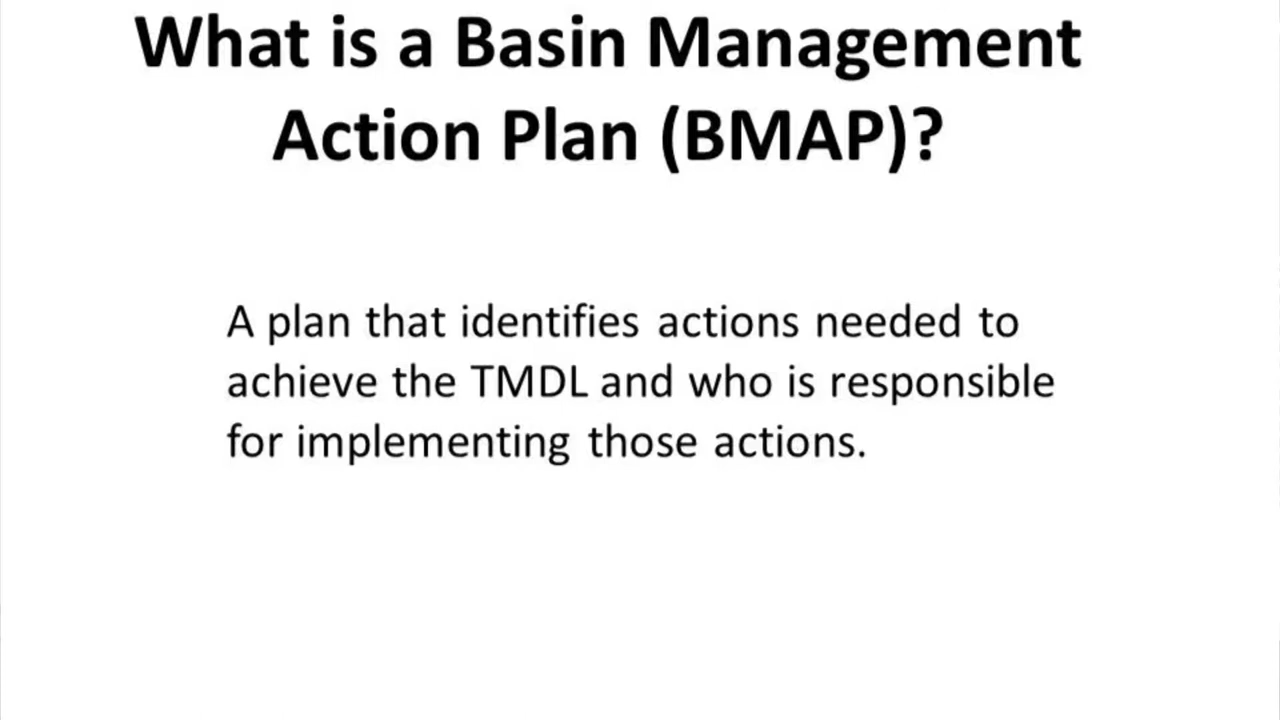 What is a Basin Management
Action Plan (BMAP)?
A plan that identifies actions needed to
achieve the TMDL and who is responsible
for implementing those actions.